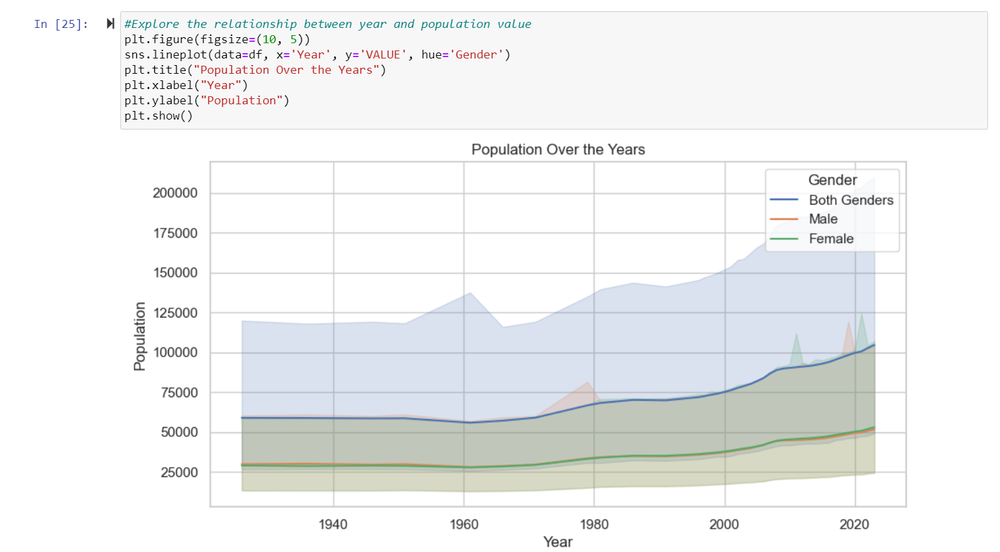 In [25]:
#Explore the relationship between year and population value
plt.figure(figsize=(10, 5))
sns.lineplot(data=df, x='Year', y='VALUE', hue='Gender')
plt.title("Population Over the Years")
plt.xlabel("Year")
plt.ylabel("Population")
plt.show()
Population Over the Years
Gender
Both Genders
Male
Female
Population
200000
175000
150000
125000
100000
75000
50000
25000
1940 1960 1980 2000 2020
Year